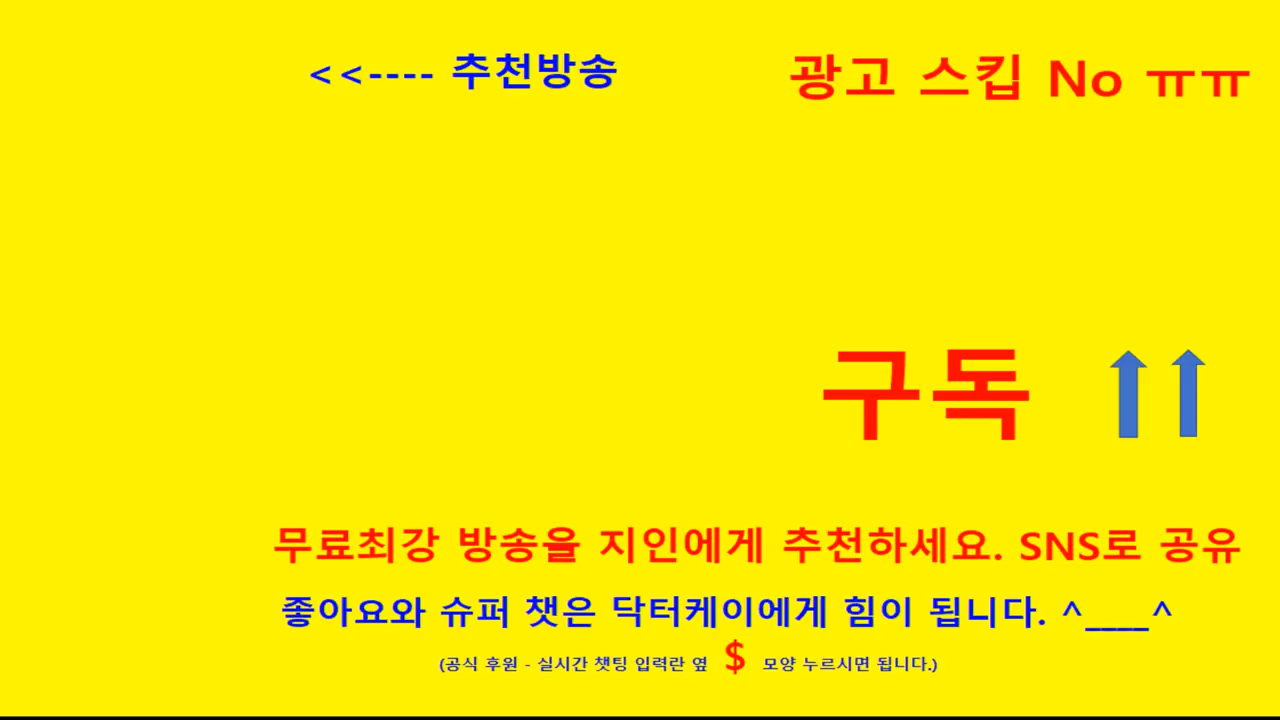 <<---- 추천방송
광고 스킵 No ㅠㅠ
구독
무료최강 방송을 지인에게 추천하세요. SNS로 공유
좋아요와 슈퍼 챗은 닥터케이에게 힘이 됩니다. ^____^
(공식 후원 - 실시간 챗팅 입력란 옆 $ 모양 누르시면 됩니다.)